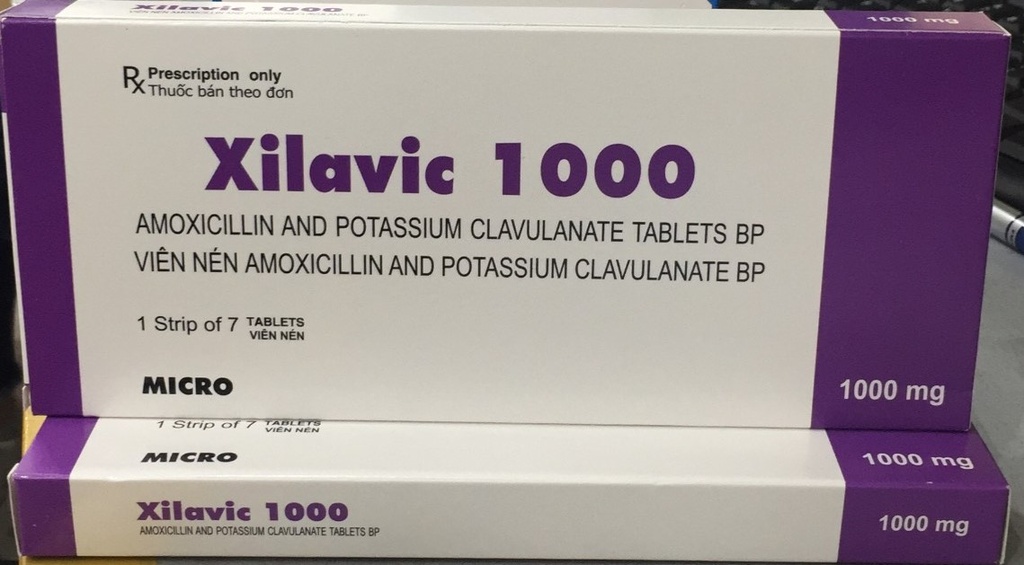 Xilavic 1000
1000 mg
Rx Prescription only
Thuốc bán theo đơn
Xilavic 1000
AMOXICILLIN AND POTASSIUM CLAVULANATE TABLETS BP
VIÊN NÉN AMOXICILLIN AND POTASSIUM CLAVULANATE BP
1 Strip of 7 TABLETS
VIÊN NÉN
MICRO
1000 mg
1 Strip of 7 TABLETS
VIÊN NÉN
MICRO
1000 mg
Xilavic 1000
AMOXICILLIN AND POTASSIUM CLAVULANATE TABLETS BP
1000 mg